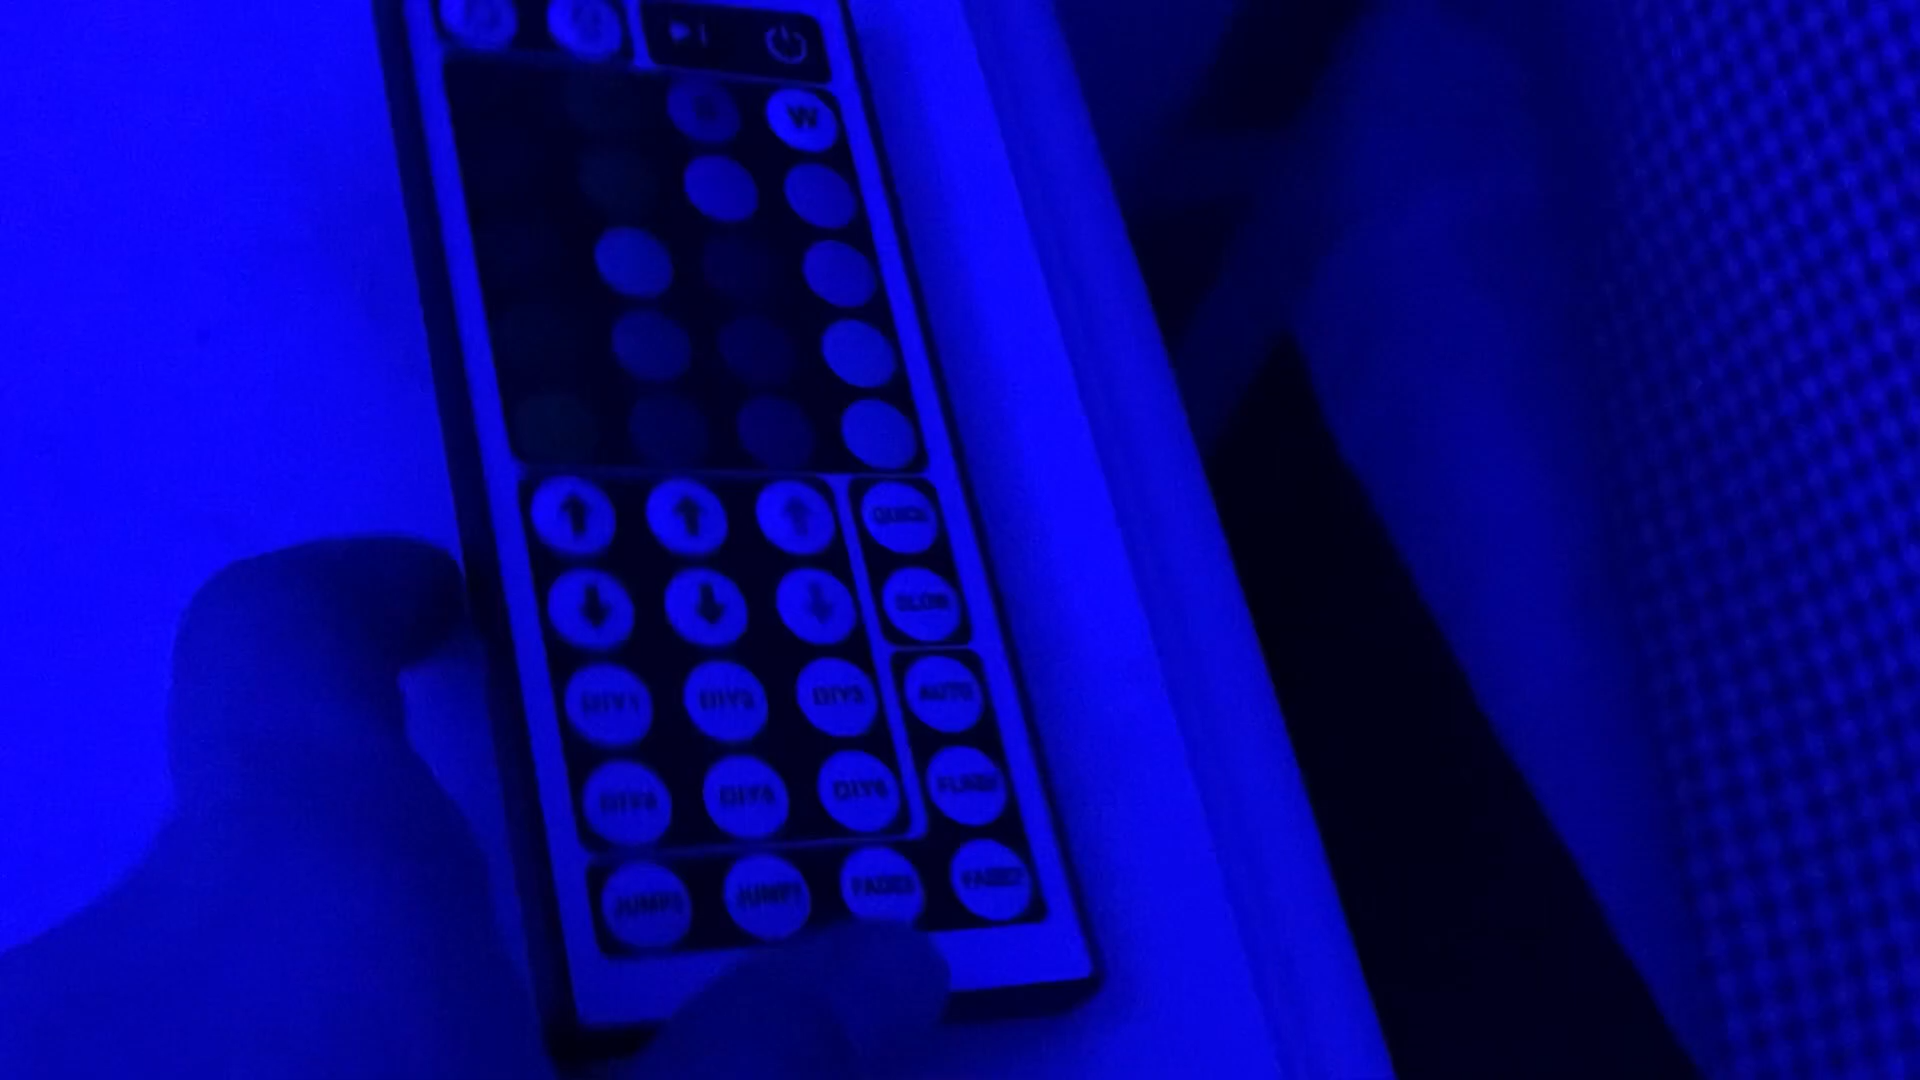 W
QUICK
SLOW
DIY1 DIY2 DIY3 AUTO
DIY4 DIY5 DIY6 FLASH
JUMP3 JUMP7 FADE3 FADE7